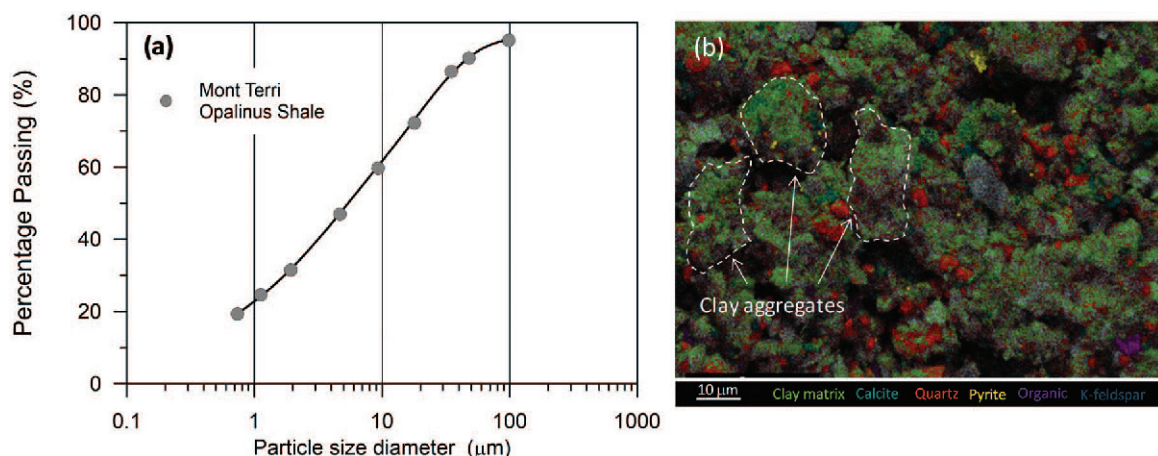 (a)
Mont Terri
Opalinus Shale
Percentage Passing (%)
100
80
60
40
20
0
0.1 1 10 100 1000
Particle size diameter (μm)
(b)
Clay aggregates
10 μm Clay matrix Calcite Quartz Pyrite Organic K-feldspar